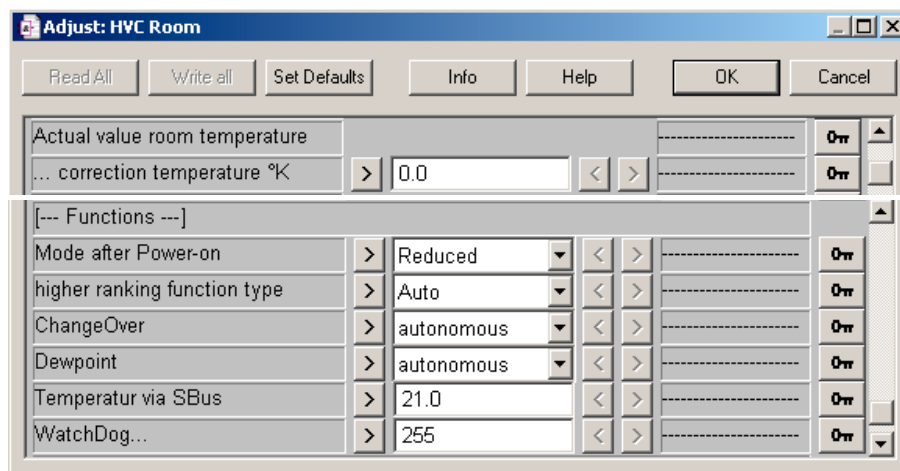 Adjust: HVC Room
Read All Write all Set Defaults Info Help OK Cancel
Actual value room temperature ----------------------
... correction temperature °K > 0.0 < > ----------------------
[--- Functions ---]
Mode after Power-on > Reduced < > ----------------------
higher ranking function type > Auto < > ----------------------
ChangeOver > autonomous < > ----------------------
Dewpoint > autonomous < > ----------------------
Temperatur via SBus > 21.0 < > ----------------------
WatchDog... > 255 < > ----------------------